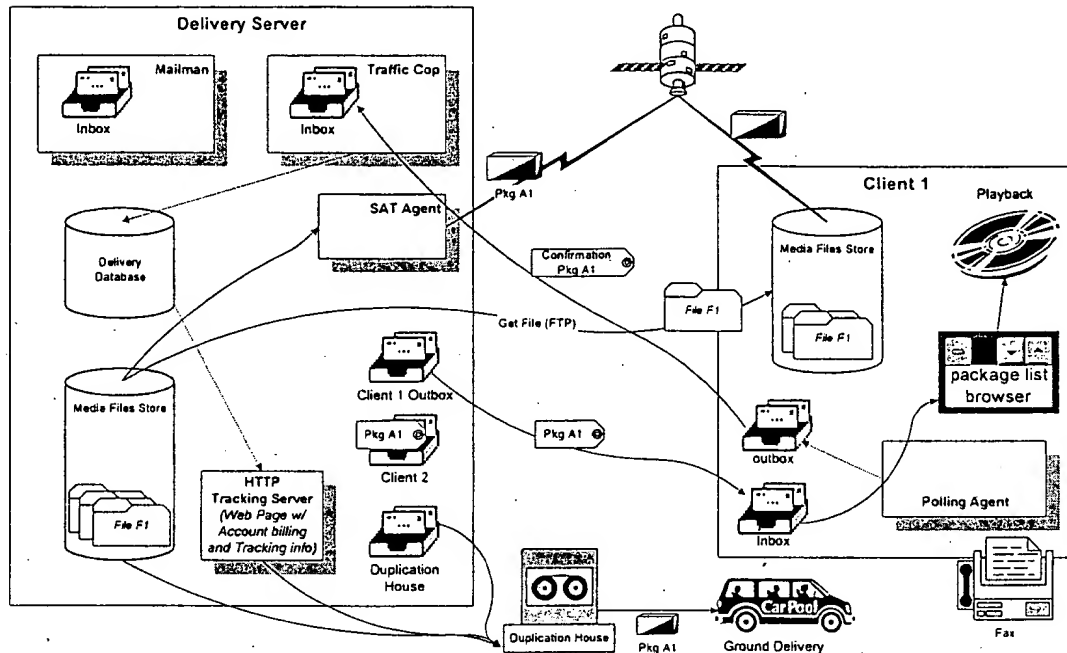 Delivery Server
Mailman
Inbox
Traffic Cop
Inbox
SAT Agent
Pkg A1
Delivery
Database
Confirmation
Pkg A1
Get File (FTP)
File F1
Client 1
Playback
Media Files Store
File F1
package list
browser
Media Files Store
File F1
Client 1 Outbox
Pkg A1
Client 2
Pkg A1
outbox
Inbox
Polling Agent
HTTP
Tracking Server
(Web Page w/
Account billing
and Tracking info)
Duplication
House
Duplication House
Pkg A1
CarPool
Ground Delivery
Fax